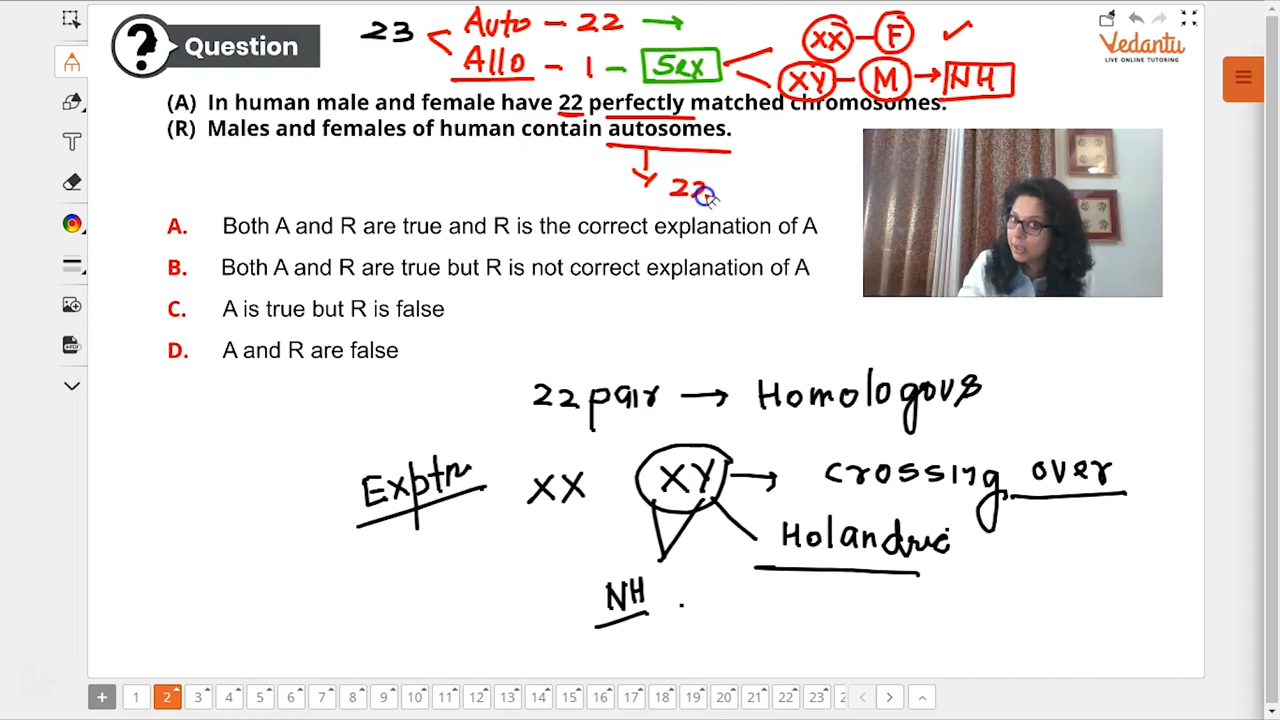 23 < Auto - 22 →
Allo - 1 - Sex
XX - F ✓
XY - M → NH
Vedantu
LIVE ONLINE TUTORING
? Question
(A) In human male and female have 22 perfectly matched chromosomes.
(R) Males and females of human contain autosomes.
22
A. Both A and R are true and R is the correct explanation of A
B. Both A and R are true but R is not correct explanation of A
C. A is true but R is false
D. A and R are false
22 pair → Homologous
Exptn XX XY → crossing over
Holandric
NH .
+ 1 2 3 4 5 6 7 8 9 10 11 12 13 14 15 16 17 18 19 20 21 22 23 2